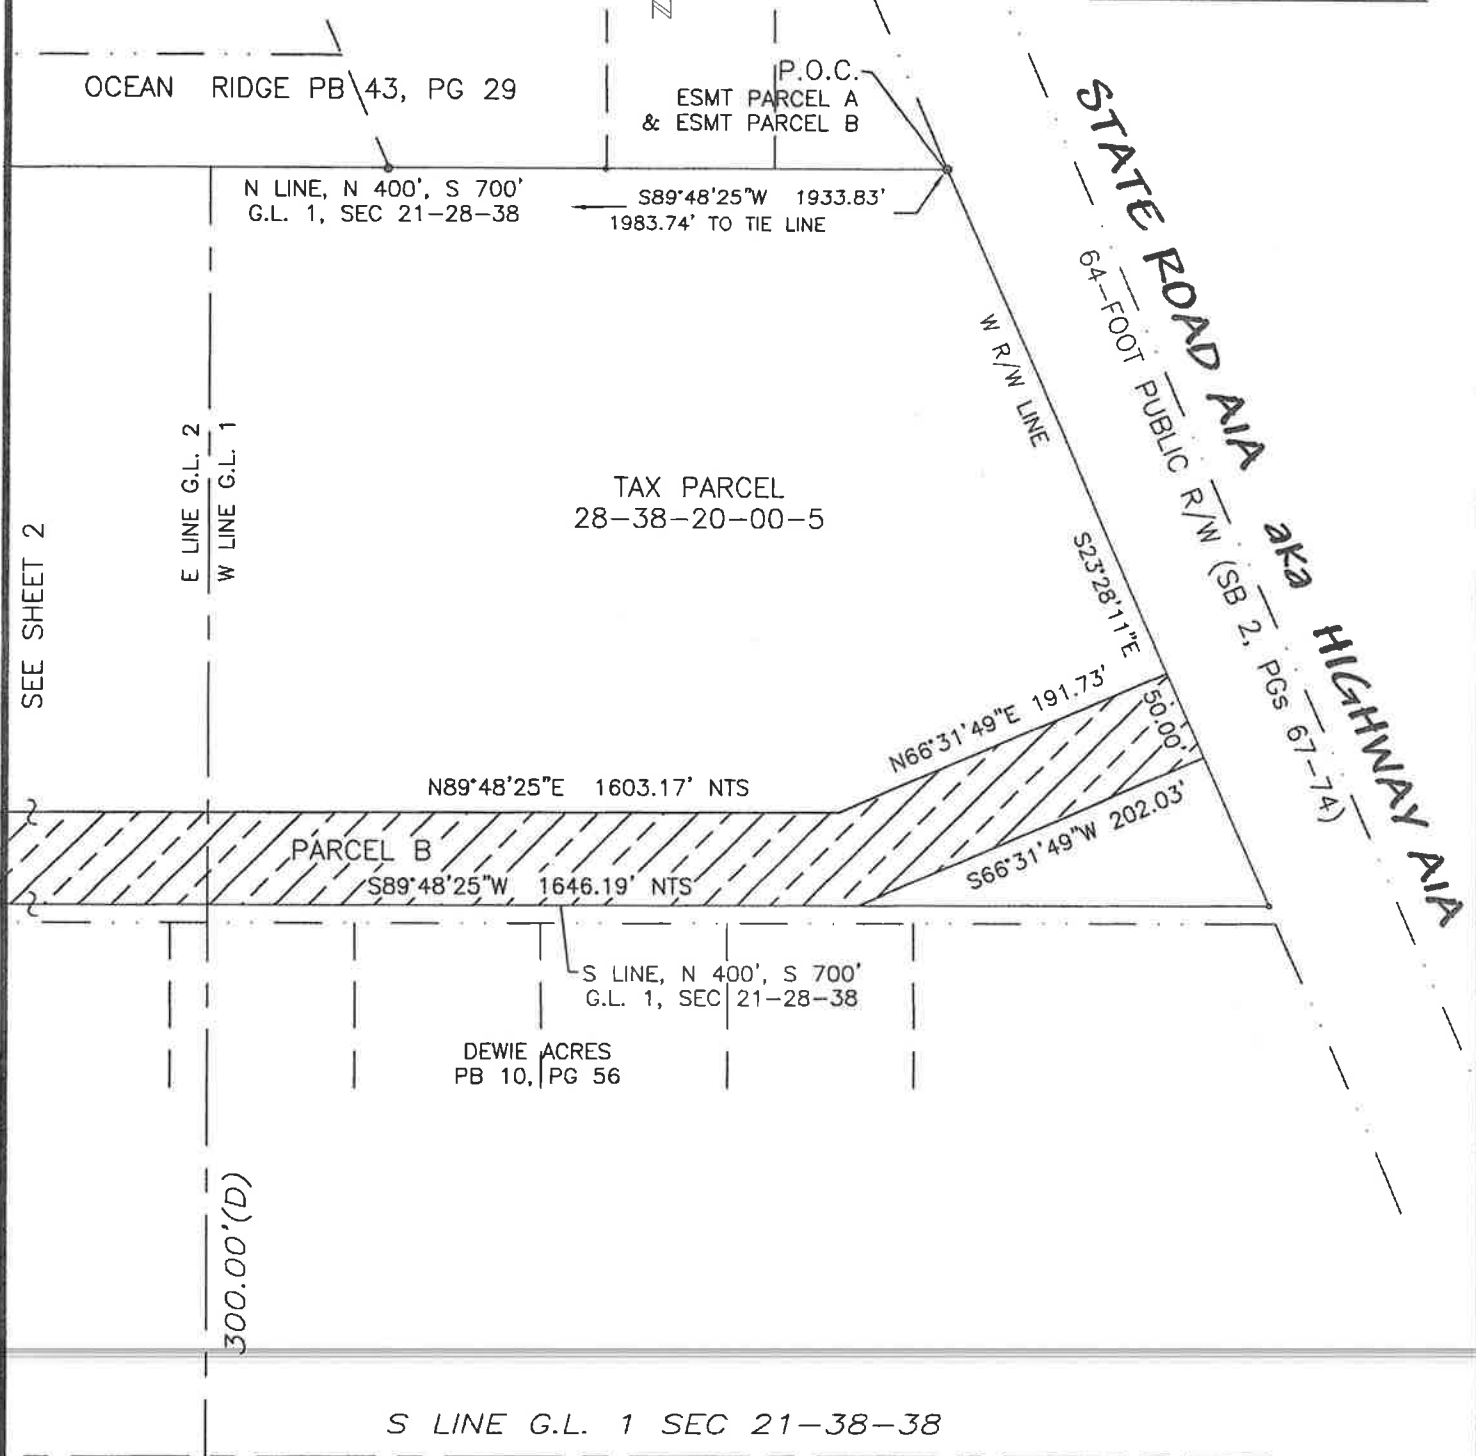 OCEAN RIDGE PB 43, PG 29
P.O.C.
ESMT PARCEL A
& ESMT PARCEL B
N LINE, N 400', S 700'
G.L. 1, SEC 21-28-38
S89°48'25"W 1933.83'
1983.74' TO TIE LINE
STATE ROAD A1A aka HIGHWAY A1A
64-FOOT PUBLIC R/W (SB 2, PGs 67-74)
W R/W LINE
E LINE G.L. 2
W LINE G.L. 1
TAX PARCEL
28-38-20-00-5
SEE SHEET 2
S23°28'11"E
N66°31'49"E 191.73'
50.00'
N89°48'25"E 1603.17' NTS
PARCEL B
S89°48'25"W 1646.19' NTS
S66°31'49"W 202.03'
S LINE, N 400', S 700'
G.L. 1, SEC 21-28-38
DEWIE ACRES
PB 10, PG 56
300.00'(D)
S LINE G.L. 1 SEC 21-38-38